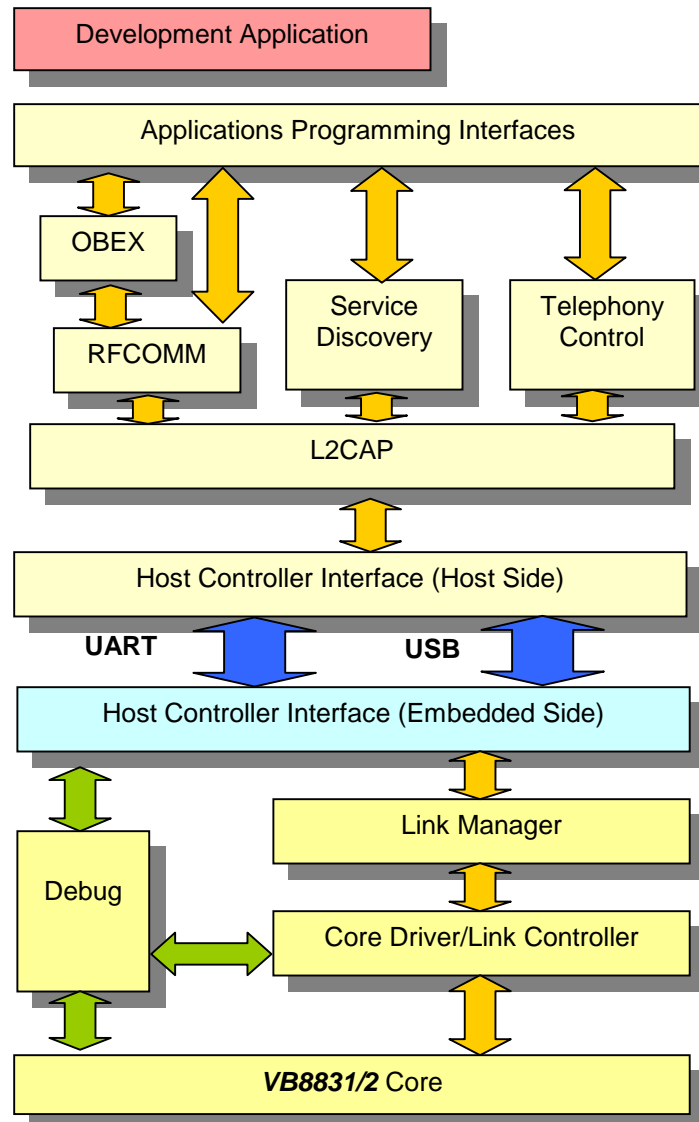 Development Application
Applications Programming Interfaces
OBEX
RFCOMM
Service
Discovery
Telephony
Control
L2CAP
Host Controller Interface (Host Side)
UART
USB
Host Controller Interface (Embedded Side)
Link Manager
Debug
Core Driver/Link Controller
VB8831/2 Core